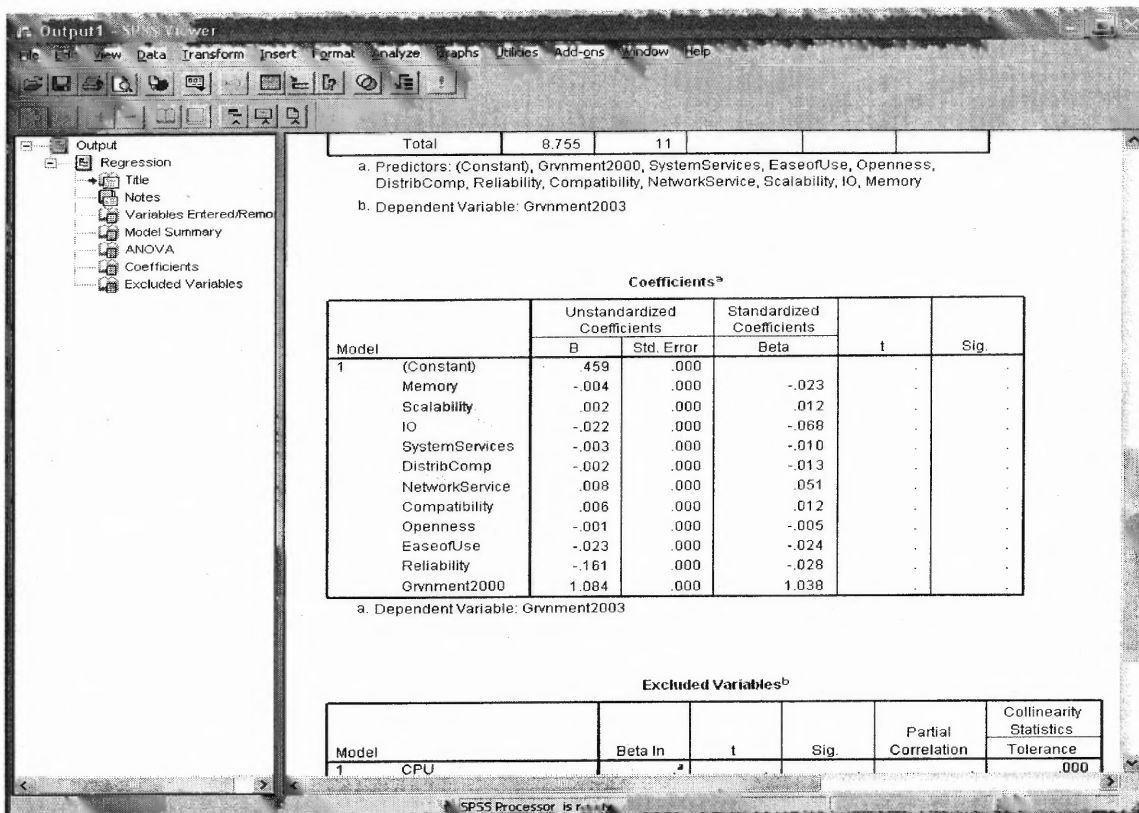 Output1 - SPSS Viewer
File Edit View Data Transform Insert Format Analyze Graphs Utilities Add-ons Window Help
Output
Regression
Title
Notes
Variables Entered/Remo
Model Summary
ANOVA
Coefficients
Excluded Variables
Total 8.755 11
a. Predictors: (Constant), Grvnment2000, SystemServices, EaseofUse, Openness,
DistribComp, Reliability, Compatibility, NetworkService, Scalability, IO, Memory
b. Dependent Variable: Grvnment2003
Coefficients a
Unstandardized Coefficients Standardized Coefficients
Model B Std. Error Beta t Sig.
1 (Constant) .459 .000 . .
Memory -.004 .000 -.023 . .
Scalability .002 .000 .012 . .
IO -.022 .000 -.068 . .
SystemServices -.003 .000 -.010 . .
DistribComp -.002 .000 -.013 . .
NetworkService .008 .000 .051 . .
Compatibility .006 .000 .012 . .
Openness -.001 .000 -.005 . .
EaseofUse -.023 .000 -.024 . .
Reliability -.161 .000 -.028 . .
Grvnment2000 1.084 .000 1.038 . .
a. Dependent Variable: Grvnment2003
Excluded Variables b
Collinearity Statistics
Model Beta In t Sig. Partial Correlation Tolerance
1 CPU . a . . . .000
SPSS Processor is